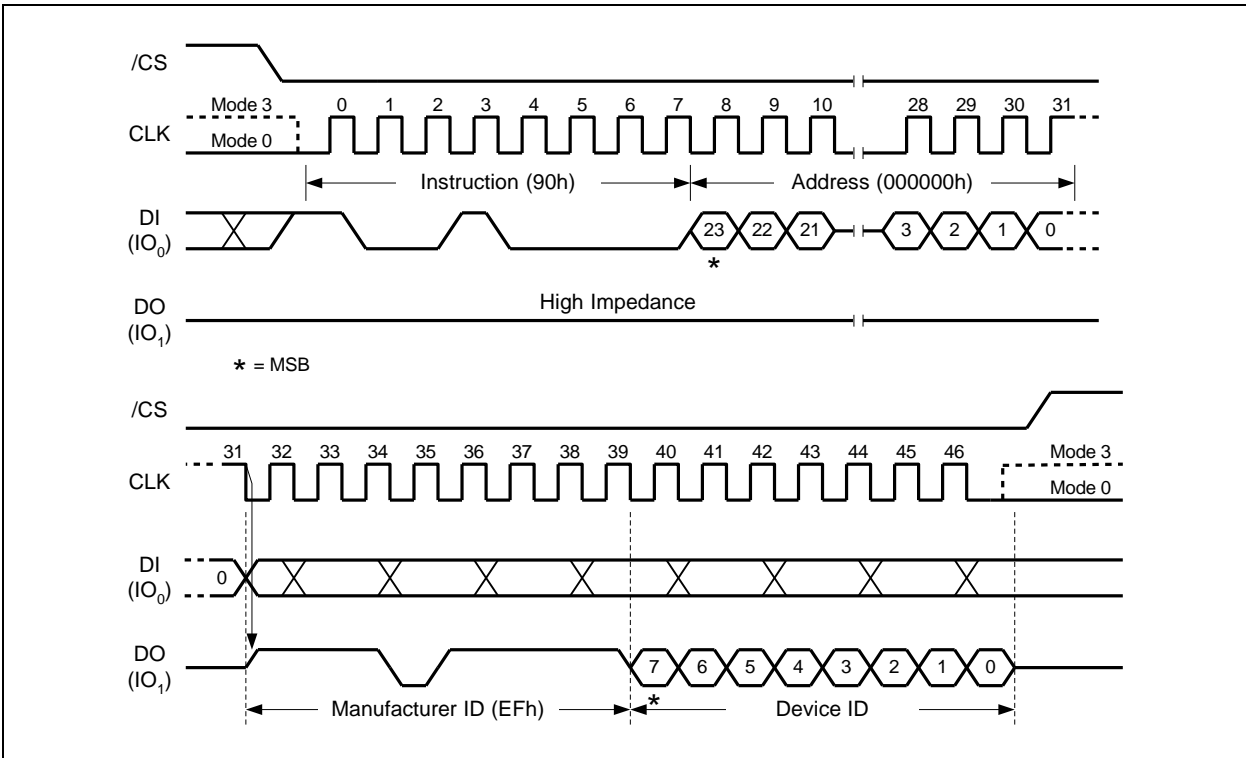 /CS
Mode 3 0 1 2 3 4 5 6 7 8 9 10 28 29 30 31
CLK
Mode 0
Instruction (90h) Address (000000h)
DI
(IO0) 23 22 21 3 2 1 0
*
DO
(IO1)
High Impedance
* = MSB
/CS
31 32 33 34 35 36 37 38 39 40 41 42 43 44 45 46 Mode 3
CLK
Mode 0
DI
(IO0) 0
DO
(IO1) 7 6 5 4 3 2 1 0
*
Manufacturer ID (EFh) Device ID